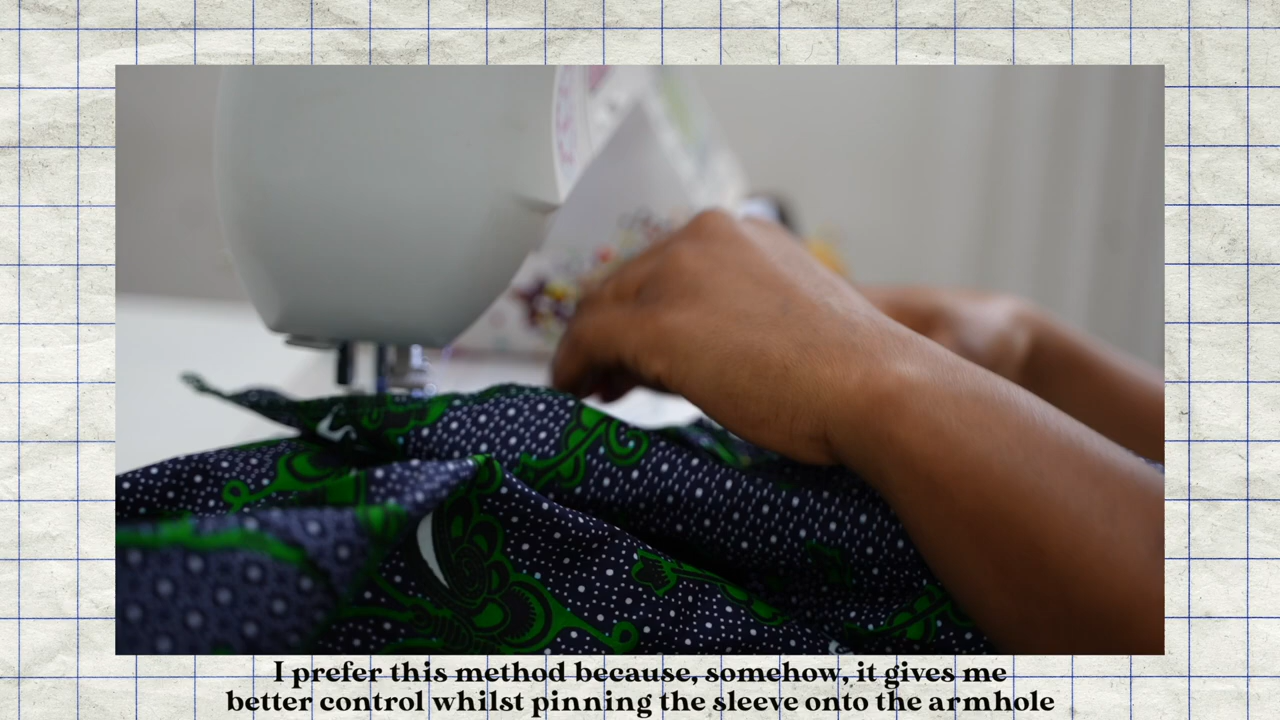 I prefer this method because, somehow, it gives me
better control whilst pinning the sleeve onto the armhole